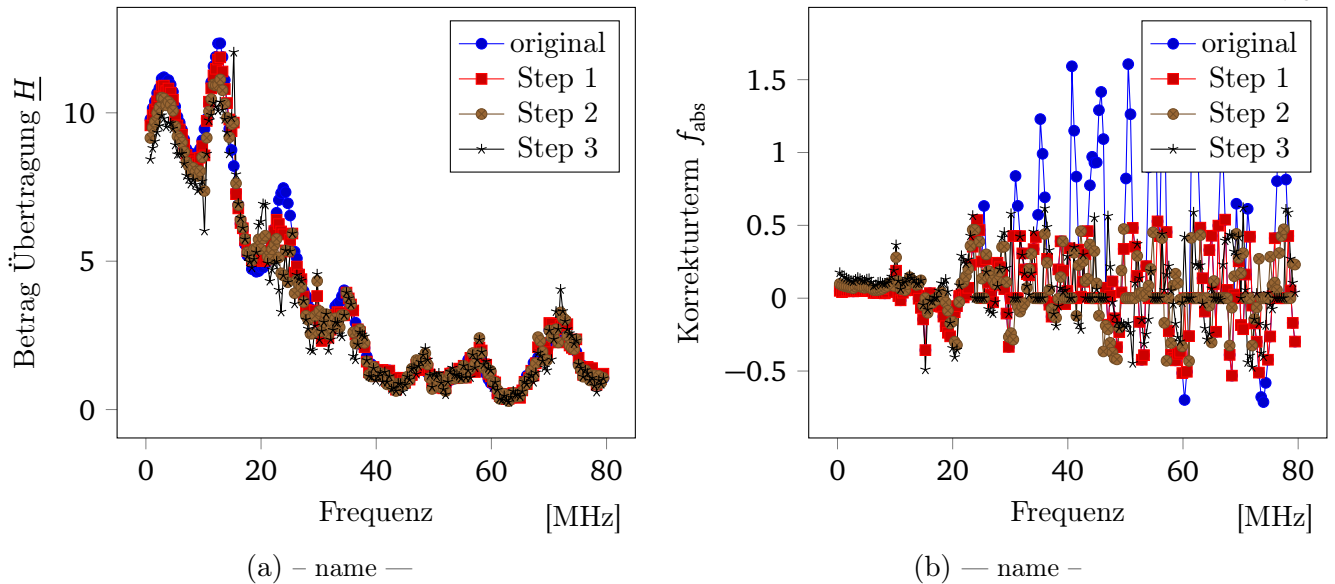 Betrag Übertragung H
10
5
0
0 20 40 60 80
Frequenz [MHz]
original
Step 1
Step 2
Step 3
(a) – name —
Korrekturterm fabs
1.5
1
0.5
0
−0.5
0 20 40 60 80
Frequenz [MHz]
original
Step 1
Step 2
Step 3
(b) — name –